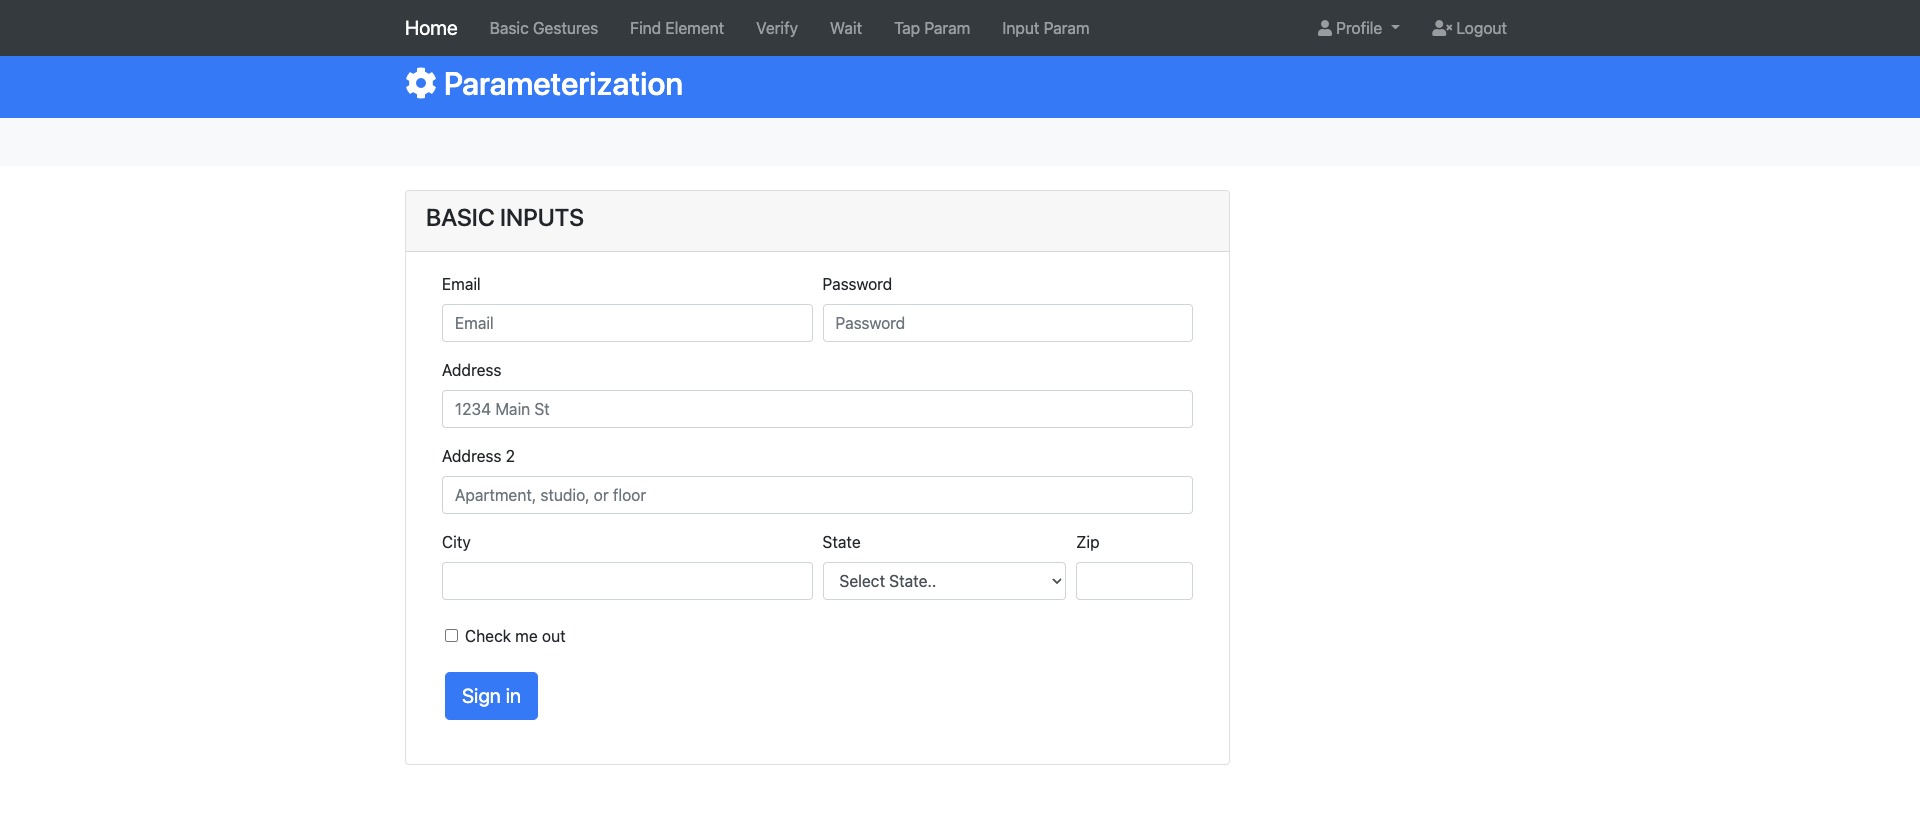 Home Basic Gestures Find Element Verify Wait Tap Param Input Param Profile Logout
Parameterization
BASIC INPUTS
Email Password
Email Password
Address
1234 Main St
Address 2
Apartment, studio, or floor
City State Zip
Select State..
Check me out
Sign in